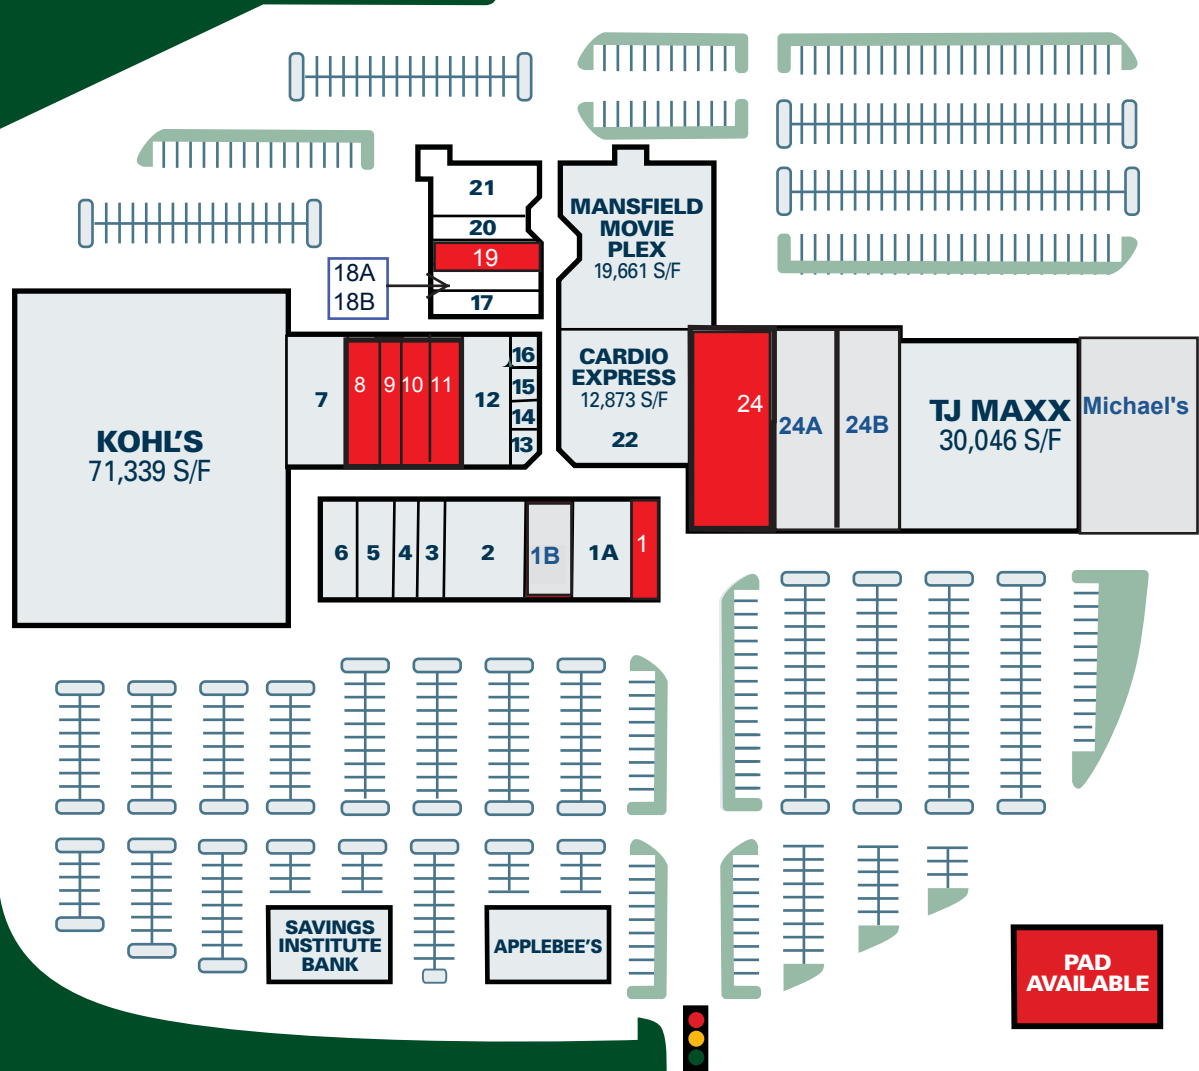 21
20
19
18A
18B
17
MANSFIELD
MOVIE
PLEX
19,661 S/F
KOHL'S
71,339 S/F
7
8
9
10
11
12
16
15
14
13
CARDIO
EXPRESS
12,873 S/F
22
24
24A
24B
TJ MAXX
30,046 S/F
Michael's
6
5
4
3
2
1B
1A
1
SAVINGS
INSTITUTE
BANK
APPLEBEE'S
PAD
AVAILABLE